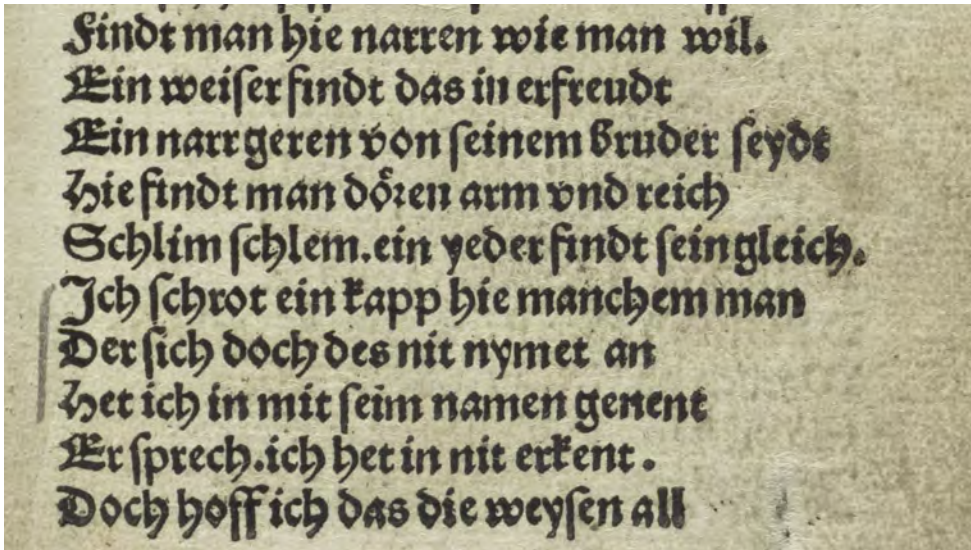 Findt man hie narren wie man wil.
Ein weiser findt das in erfreudt
Ein narr geren von seinem bruder seydt
Hie findt man dören arm vnd reich
Schlim schlem. ein yeder findt sein gleich.
Ich schrot ein kapp hie manchem man
Der sich doch des nit nymet an
Het ich in mit seim namen genent
Er sprech. ich het in nit erkent.
Doch hoff ich das die weysen all